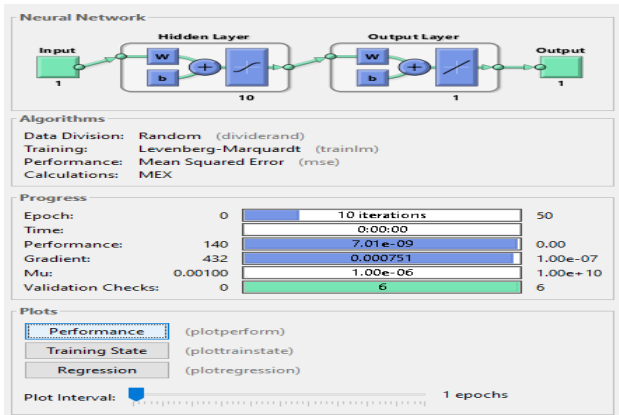 Neural Network
Hidden Layer
Output Layer
Input
W
W
Output
b
b
1
10
1
1
Algorithms
Data Division: Random (dividerand)
Training: Levenberg-Marquardt (trainlm)
Performance: Mean Squared Error (mse)
Calculations: MEX
Progress
Epoch: 0 10 iterations 50
Time: 0:00:00
Performance: 140 7.01e-09 0.00
Gradient: 432 0.000751 1.00e-07
Mu: 0.00100 1.00e-06 1.00e+10
Validation Checks: 0 6 6
Plots
Performance (plotperform)
Training State (plottrainstate)
Regression (plotregression)
Plot Interval: 1 epochs